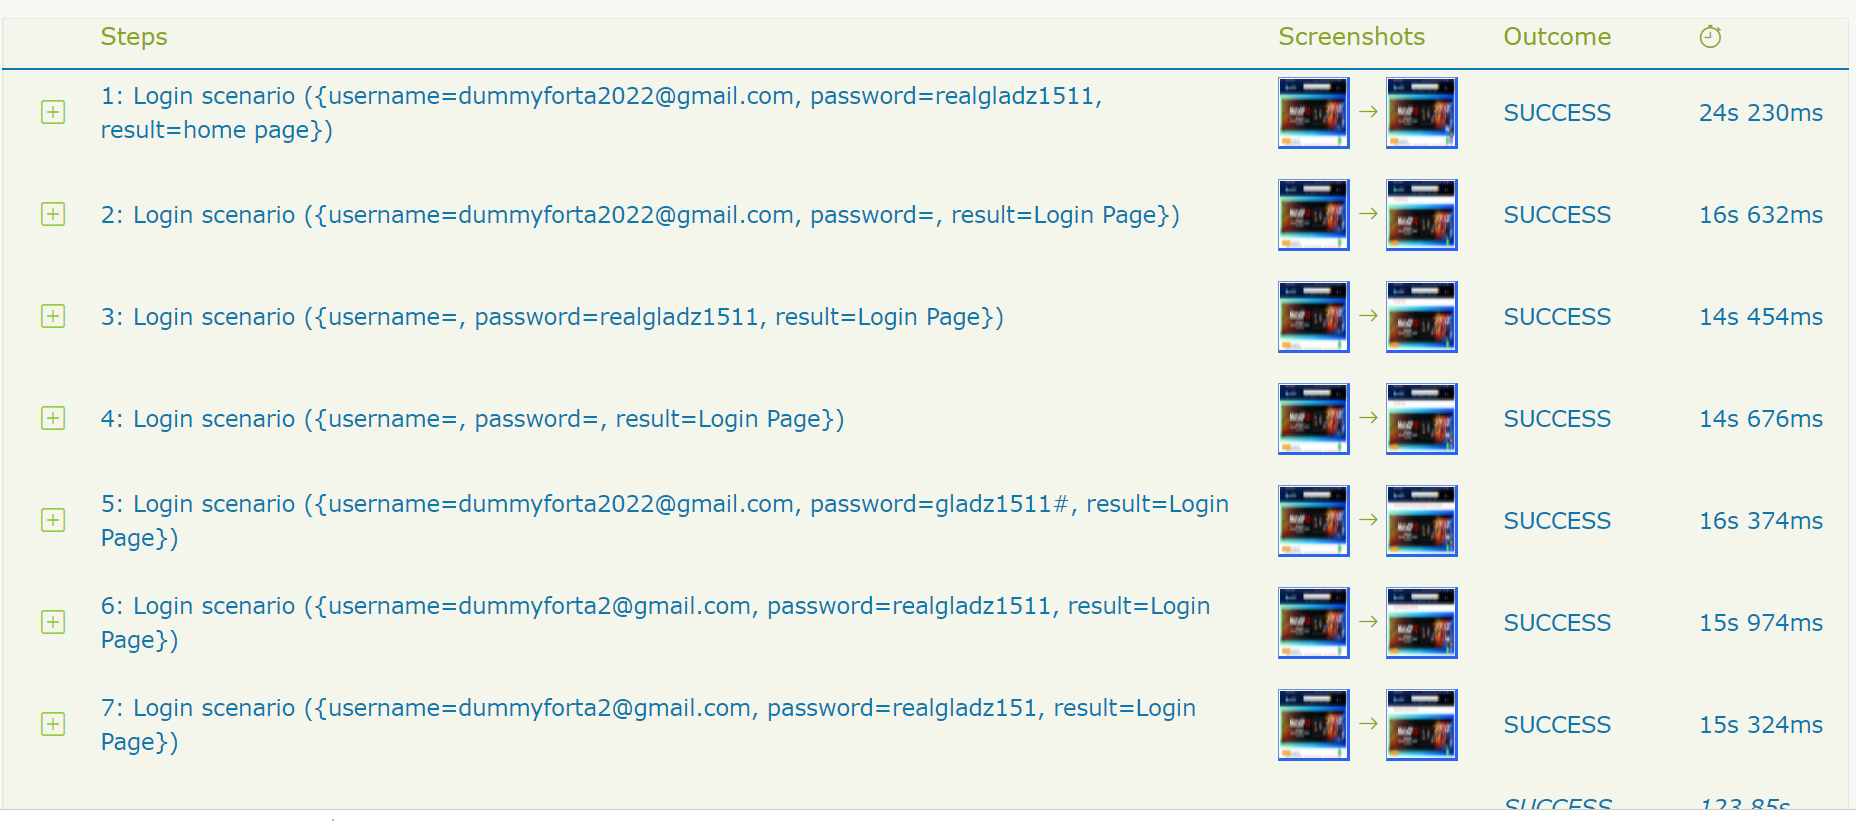 Steps Screenshots Outcome
1: Login scenario ({username=dummyforta2022@gmail.com, password=realgladz1511,
result=home page}) SUCCESS 24s 230ms
2: Login scenario ({username=dummyforta2022@gmail.com, password=, result=Login Page}) SUCCESS 16s 632ms
3: Login scenario ({username=, password=realgladz1511, result=Login Page}) SUCCESS 14s 454ms
4: Login scenario ({username=, password=, result=Login Page}) SUCCESS 14s 676ms
5: Login scenario ({username=dummyforta2022@gmail.com, password=gladz1511#, result=Login
Page}) SUCCESS 16s 374ms
6: Login scenario ({username=dummyforta2@gmail.com, password=realgladz1511, result=Login
Page}) SUCCESS 15s 974ms
7: Login scenario ({username=dummyforta2@gmail.com, password=realgladz151, result=Login
Page}) SUCCESS 15s 324ms
SUCCESS 123.85s